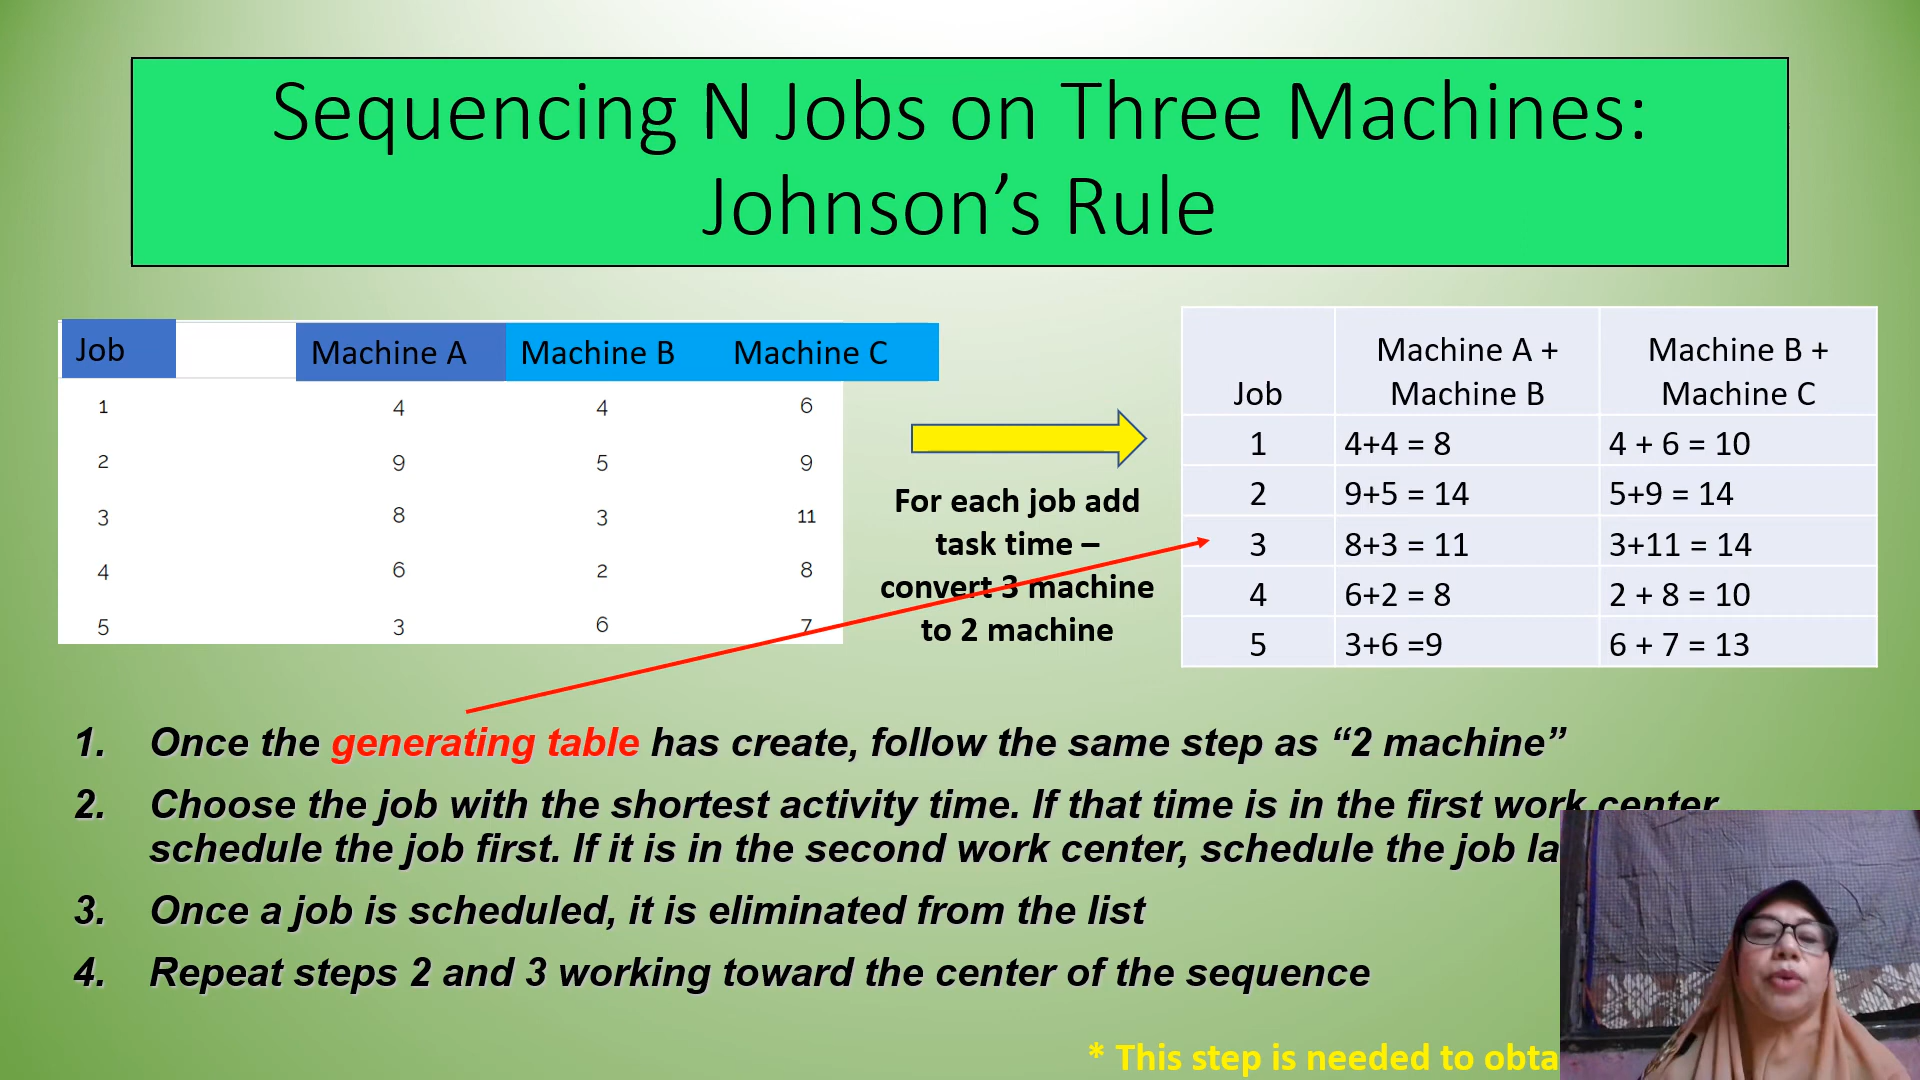 Sequencing N Jobs on Three Machines:
Johnson’s Rule
Job Machine A Machine B Machine C
1 4 4 6
2 9 5 9
3 8 3 11
4 6 2 8
5 3 6 7
For each job add
task time –
convert 3 machine
to 2 machine
Job Machine A + Machine B Machine B + Machine C
1 4+4 = 8 4 + 6 = 10
2 9+5 = 14 5+9 = 14
3 8+3 = 11 3+11 = 14
4 6+2 = 8 2 + 8 = 10
5 3+6 =9 6 + 7 = 13
1. Once the generating table has create, follow the same step as “2 machine”
2. Choose the job with the shortest activity time. If that time is in the first work center,
schedule the job first. If it is in the second work center, schedule the job
3. Once a job is scheduled, it is eliminated from the list
4. Repeat steps 2 and 3 working toward the center of the sequence
* This step is needed to